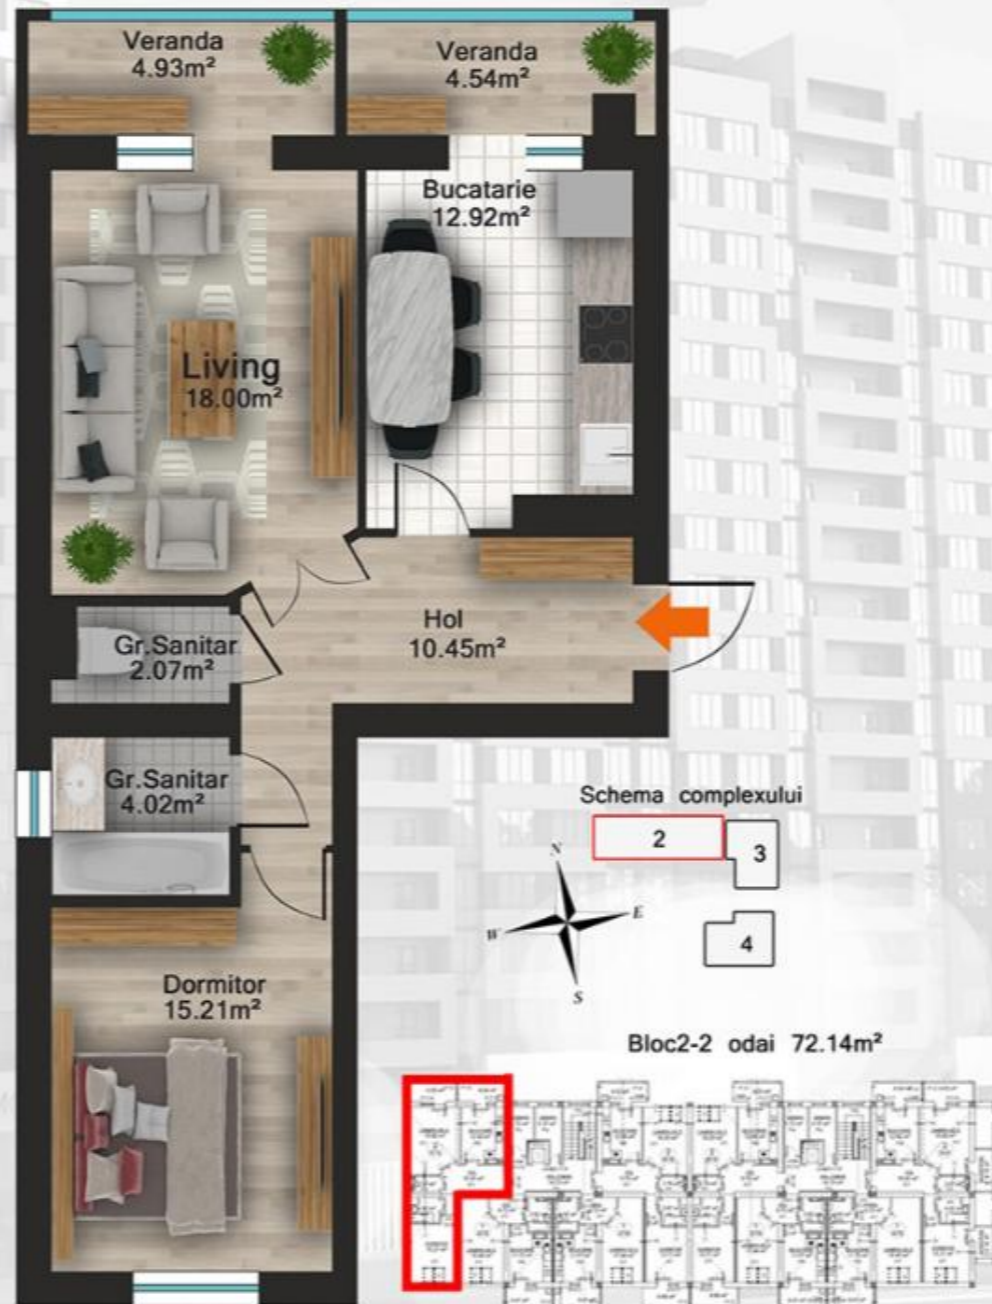 Veranda
4.93m²
Veranda
4.54m²
Bucatarie
12.92m²
Living
18.00m²
Hol
10.45m²
Gr.Sanitar
2.07m²
Gr.Sanitar
4.02m²
Schema complexului
2
3
4
N
W
E
S
Dormitor
15.21m²
Bloc2-2 odai 72.14m²